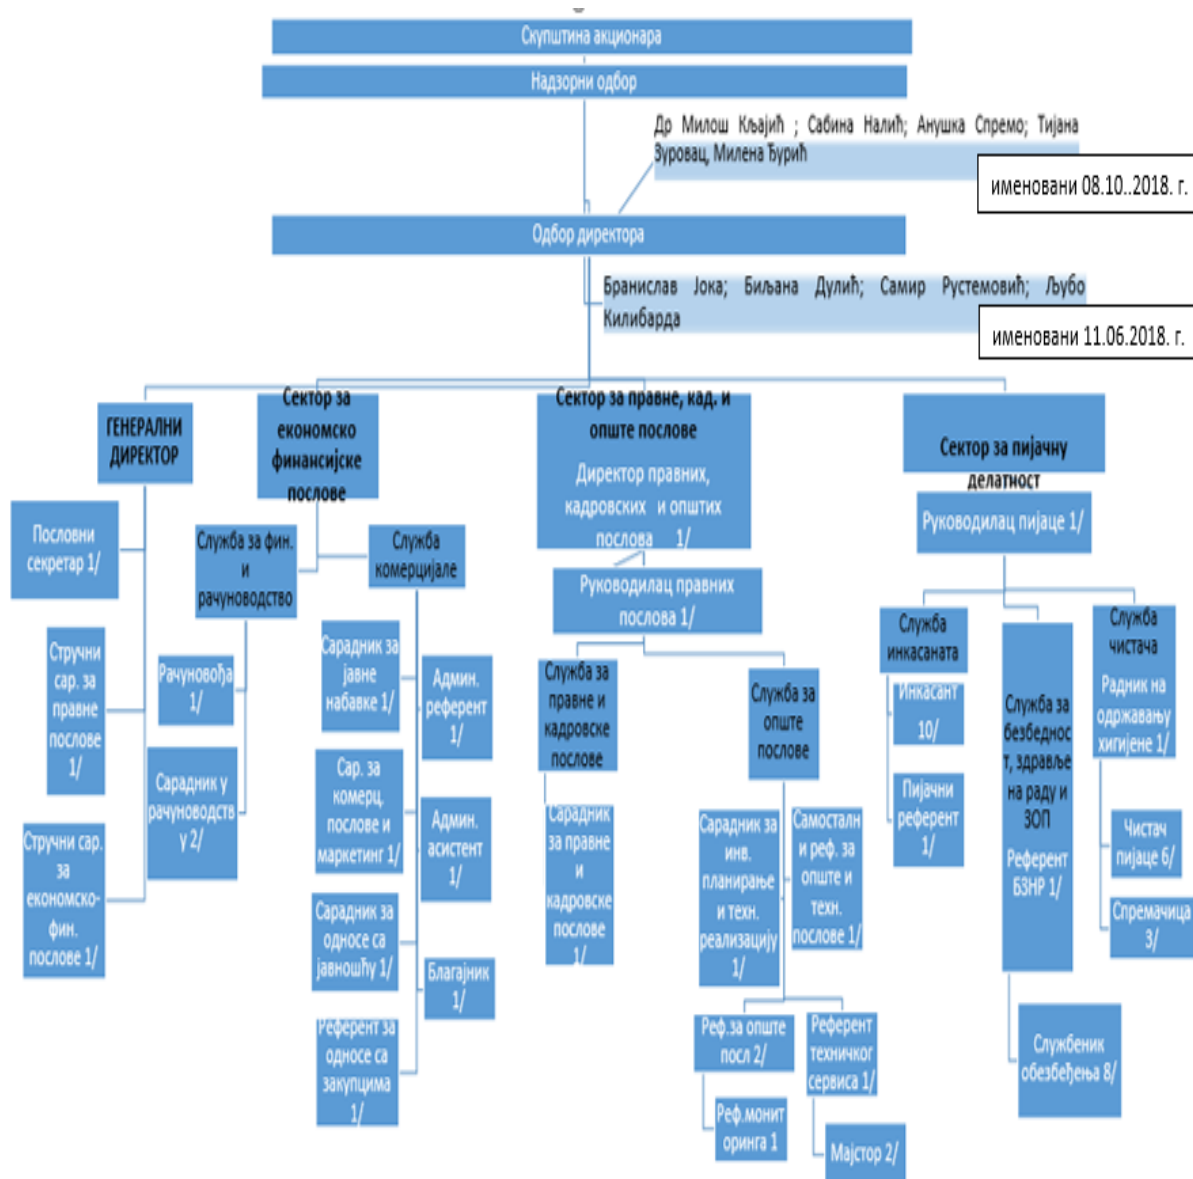 Скупштина акционара
Надзорни одбор
Др Милош Кљајић ; Сабина Налић; Анушка Спремо; Тијана
Зуровац, Милена Ђурић
именовани 08.10..2018. г.
Одбор директора
Бранислав Јока; Биљана Дулић; Самир Рустемовић; Љубо
Килибарда
именовани 11.06.2018. г.
ГЕНЕРАЛНИ
ДИРЕКТОР
Пословни
секретар 1/
Стручни
сар. за
правне
послове
1/
Стручни сар.
за
економско-
фин.
послове 1/
Сектор за
економско
финансијске
послове
Служба за фин.
и
рачуноводство
Рачуновођа
1/
Сарадник у
рачуноводств
у 2/
Служба
комерцијале
Сарадник за
јавне
набавке 1/
Админ.
референт
1/
Сар. за
комерц.
послове и
маркетинг 1/
Админ.
асистент
1/
Сарадник за
односе са
јавношћу 1/
Благајник
1/
Референт за
односе са
закупцима
1/
Сектор за правне, кад. и
опште послове
Директор правних,
кадровских и општих
послова 1/
Руководилац правних
послова 1/
Служба за
правне и
кадровске
послове
Сарадник
за правне
и
кадровске
послове
1/
Служба за
опште
послове
Сарадник за
инв.
планирање
и техн.
реализацију
1/
Самосталн
и реф. за
опште и
техн.
послове 1/
Реф.за опште
посл 2/
Реф.монит
оринга 1
Референт
техничког
сервиса 1/
Мајстор 2/
Сектор за пијачну
делатност
Руководилац пијаце 1/
Служба
инкасаната
Инкасант
10/
Пијачни
референт
1/
Служба за
безбеднос
т, здравље
на раду и
ЗОП
Референт
БЗНР 1/
Службеник
обезбеђења 8/
Служба
чистача
Радник на
одржавању
хигијене 1/
Чистач
пијаце 6/
Спремачица
3/